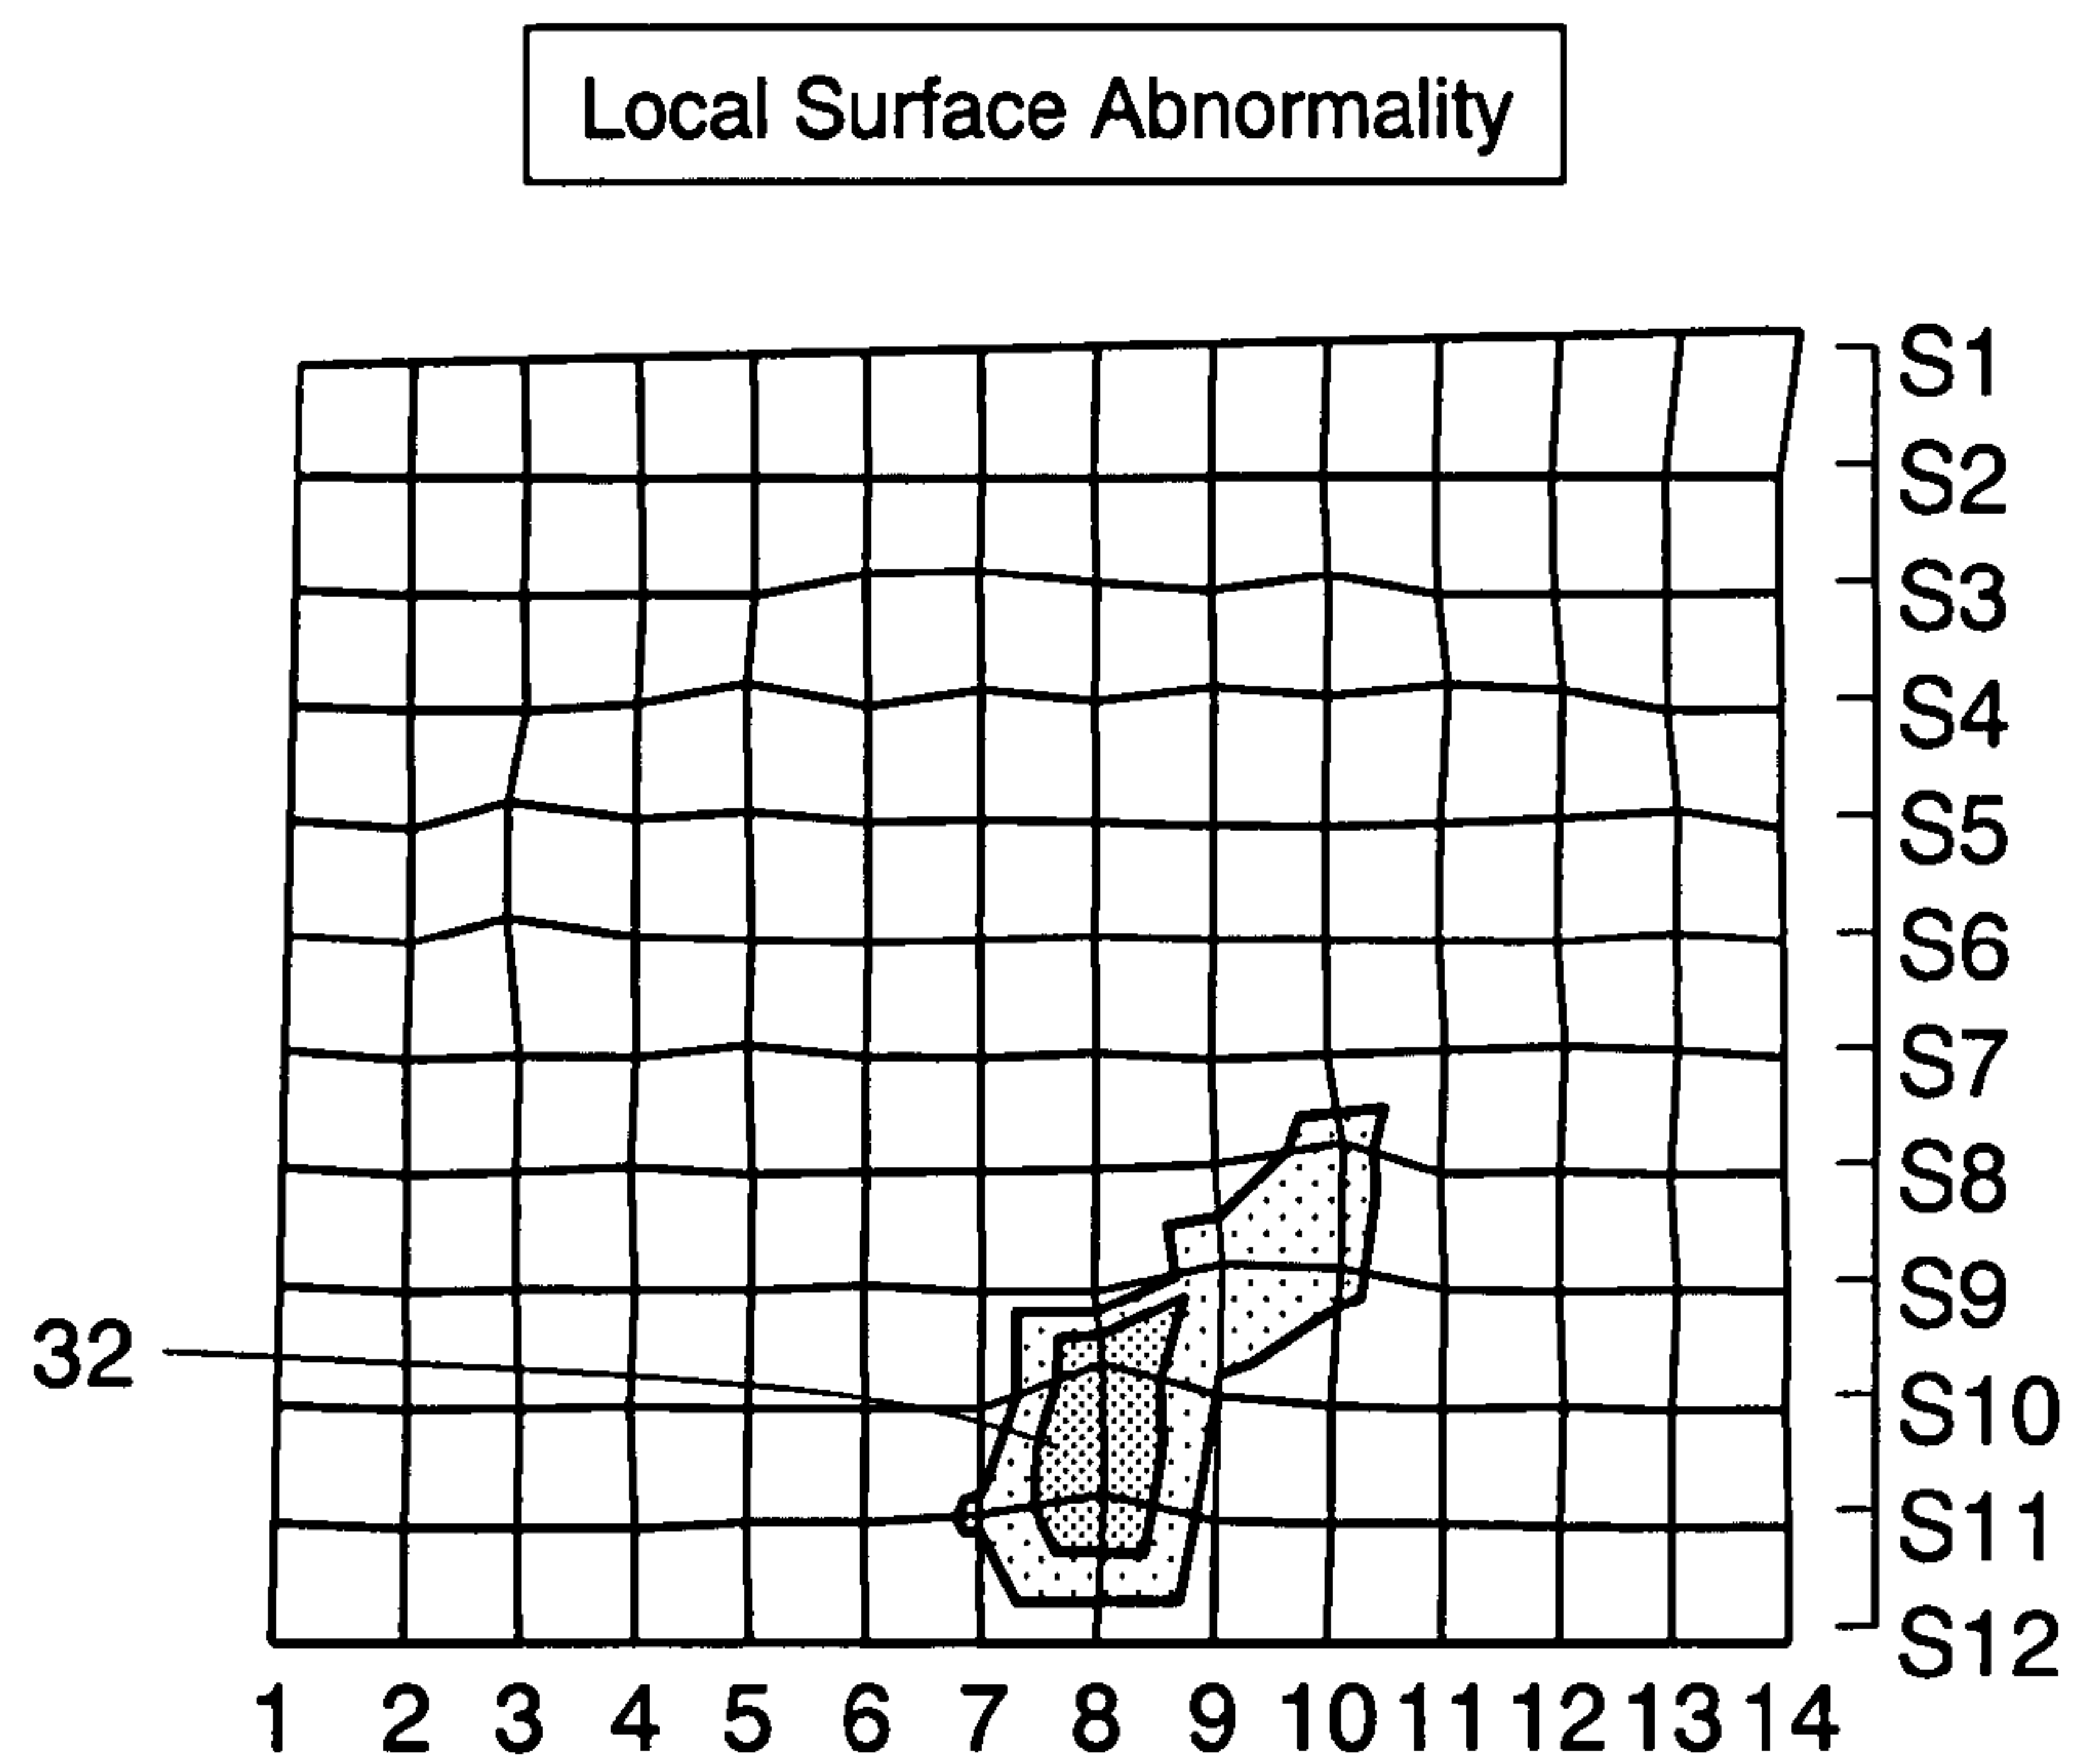 Local Surface Abnormality
S1
S2
S3
S4
S5
S6
S7
S8
S9
32
S10
S11
S12
1 2 3 4 5 6 7 8 9 10 11 12 13 14